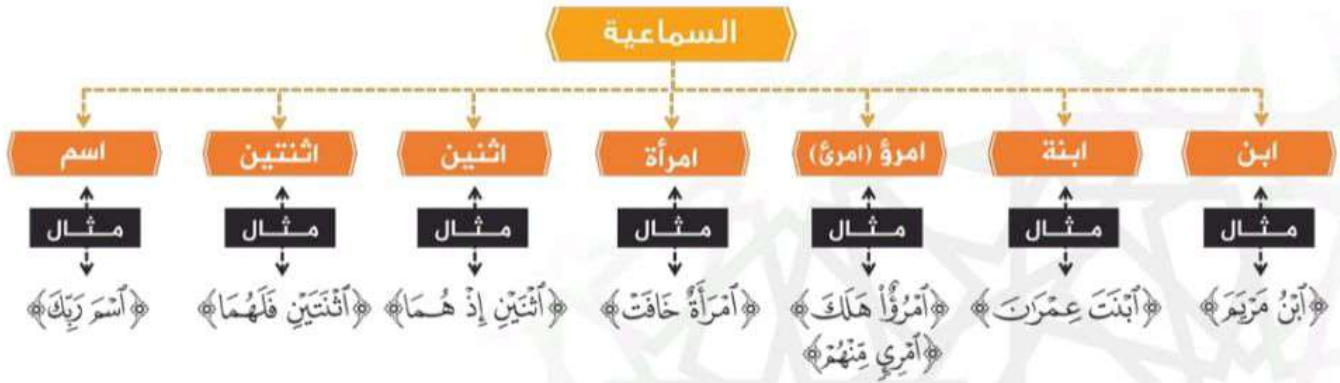 السماعية
ابن
ابنة
امرؤ (امرئ)
امرأة
اثنين
اثنتين
اسم
مثال
مثال
مثال
مثال
مثال
مثال
مثال
﴿ٱبۡنُ مَرۡيَمَ﴾
﴿ٱبۡنَتَ عِمۡرَٰنَ﴾
﴿ٱمۡرُؤٌاْ هَلَكَ﴾
﴿ٱمۡرِيٕٖ مِّنۡهُم﴾
﴿ٱمۡرَأَةٌ خَافَتۡ﴾
﴿ٱثۡنَيۡنِ إِذۡ هُمَا﴾
﴿ٱثۡنَتَيۡنِ فَلَهُمَا﴾
﴿ٱسۡمَ رَبِّكَ﴾